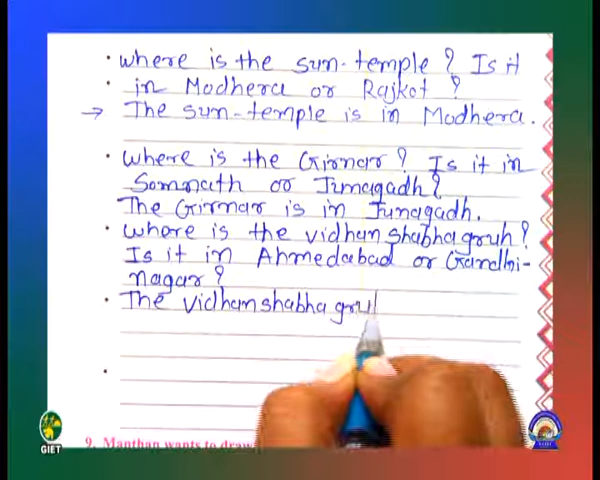 • where is the sun-temple ? Is it
• in Modhera or Rajkot ?
→ The sun-temple is in Modhera.
• where is the Girnar ? Is it in
Somnath or Junagadh ?
The Girnar is in Junagadh.
• where is the vidhanshabhagruh ?
Is it in Ahmedabad or Gandhi-
nagar ?
• The vidhanshabha gru
•
9. Manthan wants to draw
GIET